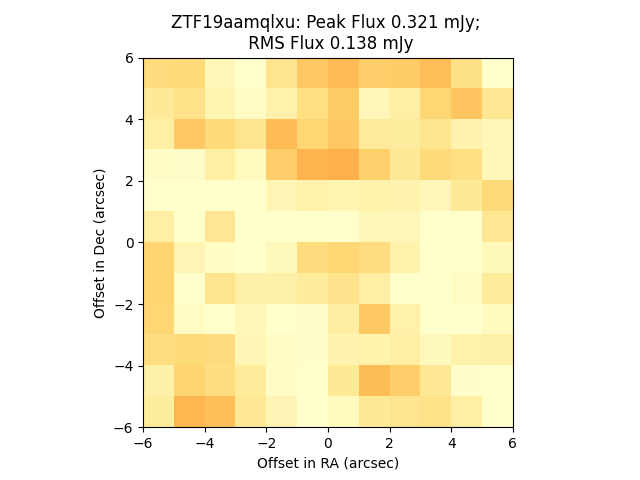 ZTF19aamqlxu: Peak Flux 0.321 mJy;
RMS Flux 0.138 mJy
6
4
2
0
−2
−4
−6
Offset in Dec (arcsec)
−6 −4 −2 0 2 4 6
Offset in RA (arcsec)